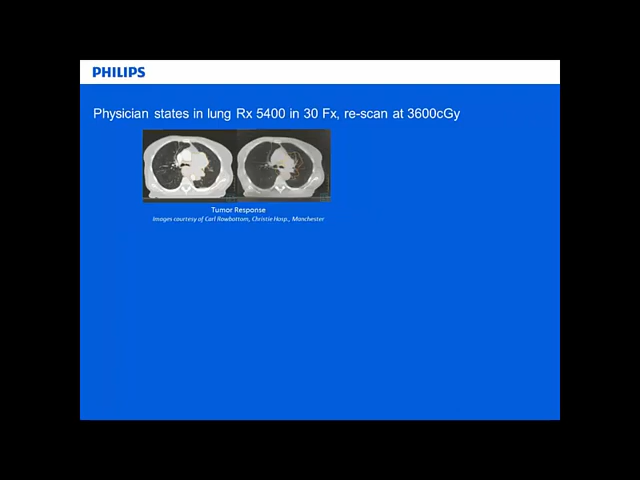 PHILIPS
Physician states in lung Rx 5400 in 30 Fx, re-scan at 3600cGy
Tumor Response
Images courtesy of Carl Rowbottom, Christie Hosp., Manchester